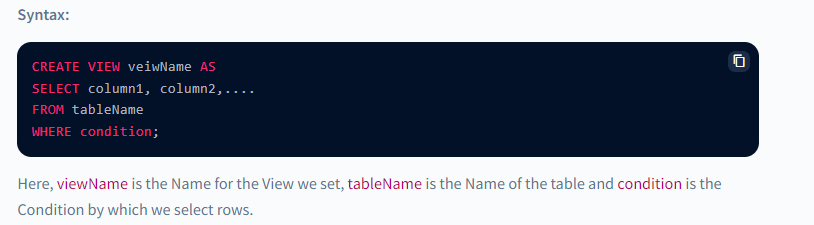 Syntax:
CREATE VIEW veiwName AS
SELECT column1, column2,....
FROM tableName
WHERE condition;
Here, viewName is the Name for the View we set, tableName is the Name of the table and condition is the
Condition by which we select rows.